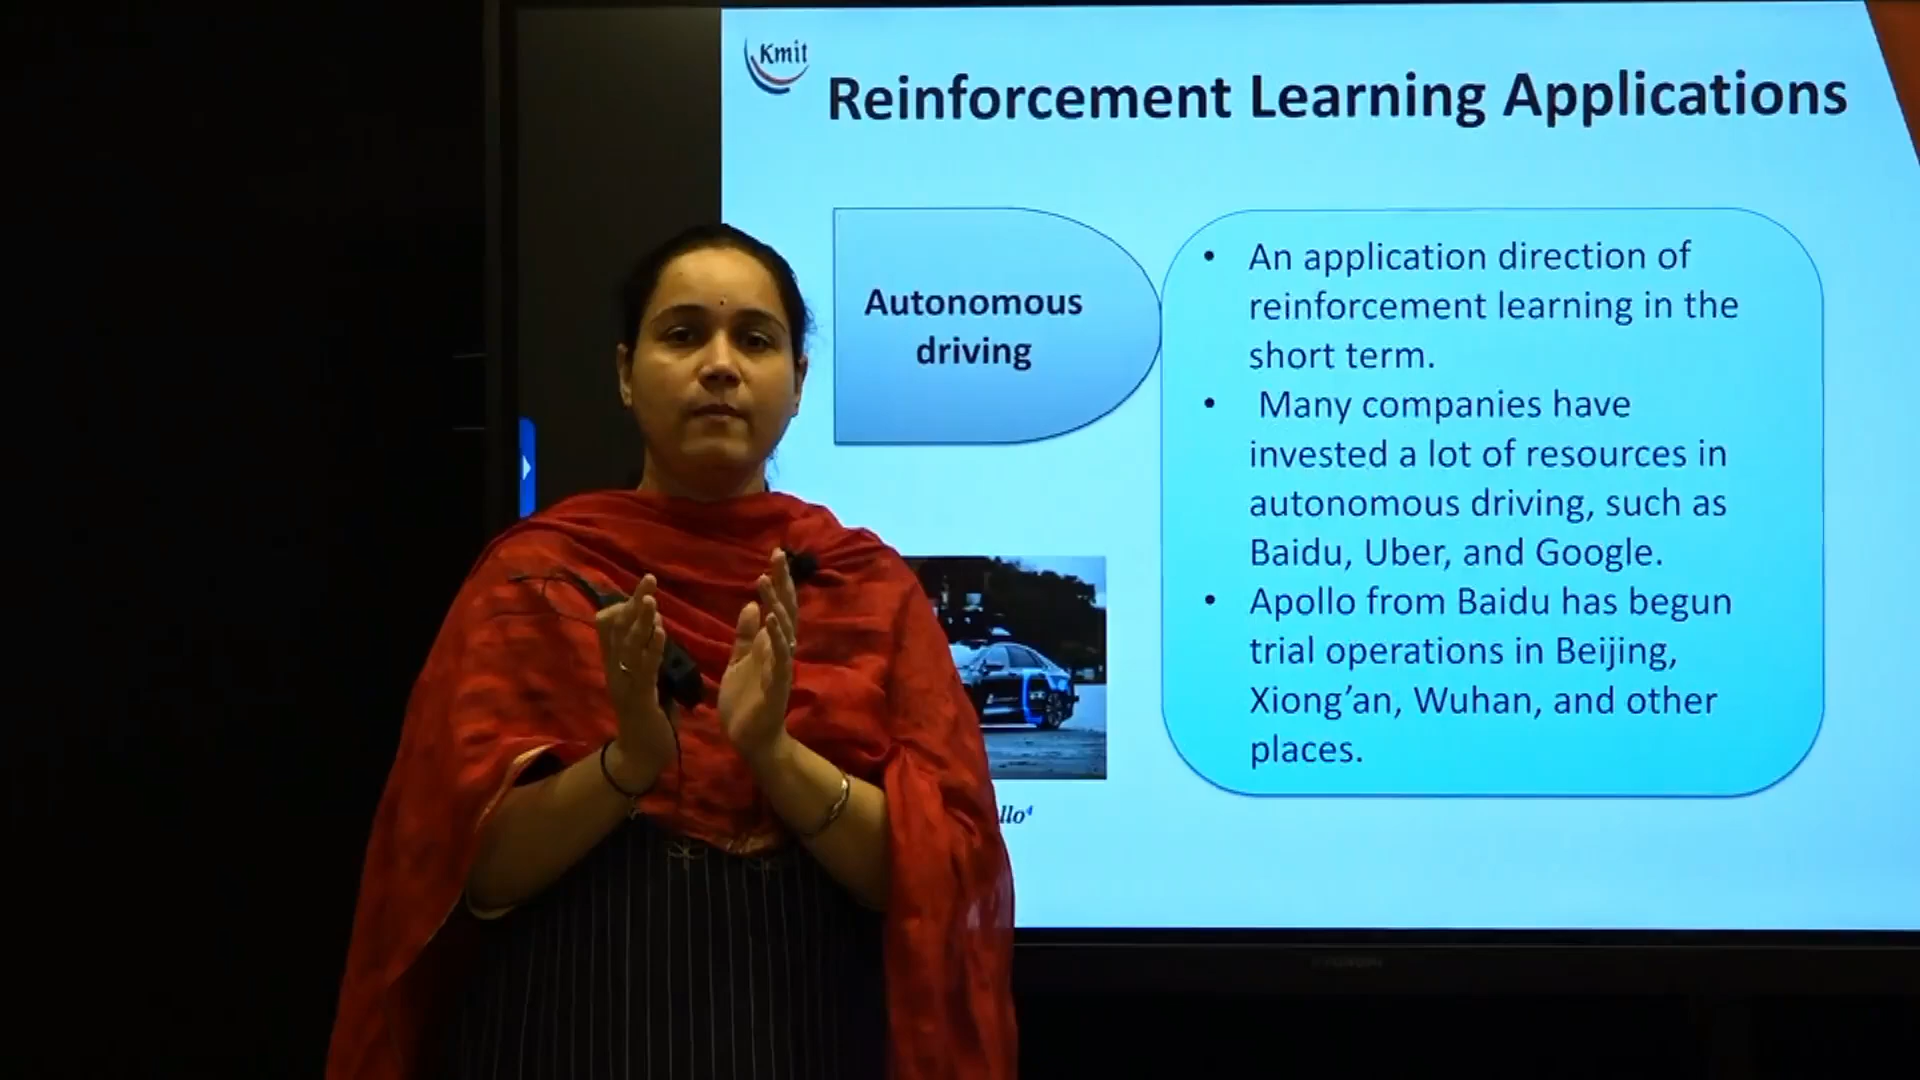 Kmit
Reinforcement Learning Applications
Autonomous
driving
• An application direction of
reinforcement learning in the
short term.
• Many companies have
invested a lot of resources in
autonomous driving, such as
Baidu, Uber, and Google.
• Apollo from Baidu has begun
trial operations in Beijing,
Xiong’an, Wuhan, and other
places.
llo⁴